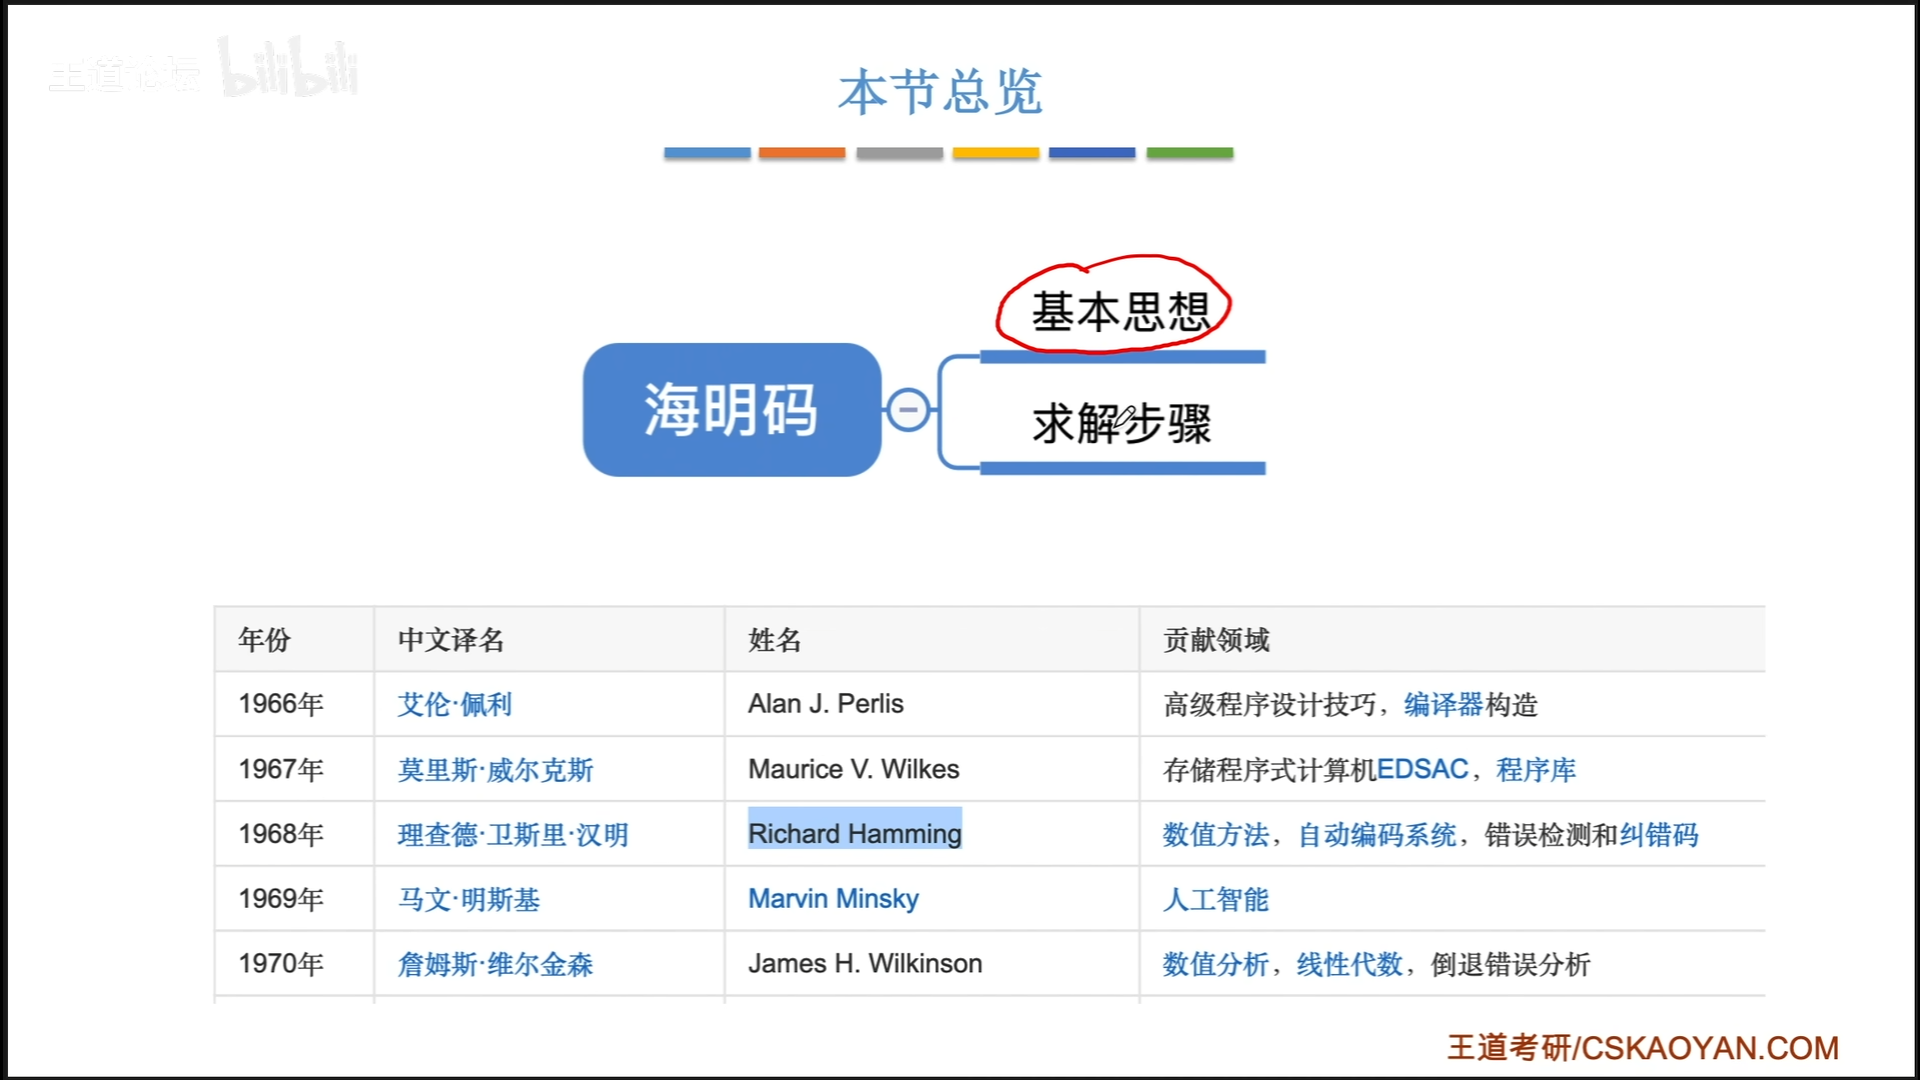 王道论坛 bilibili
本节总览
基本思想
海明码
求解步骤
年份 中文译名 姓名 贡献领域
1966年 艾伦·佩利 Alan J. Perlis 高级程序设计技巧，编译器构造
1967年 莫里斯·威尔克斯 Maurice V. Wilkes 存储程序式计算机EDSAC，程序库
1968年 理查德·卫斯里·汉明 Richard Hamming 数值方法，自动编码系统，错误检测和纠错码
1969年 马文·明斯基 Marvin Minsky 人工智能
1970年 詹姆斯·维尔金森 James H. Wilkinson 数值分析，线性代数，倒退错误分析
王道考研/CSKAOYAN.COM